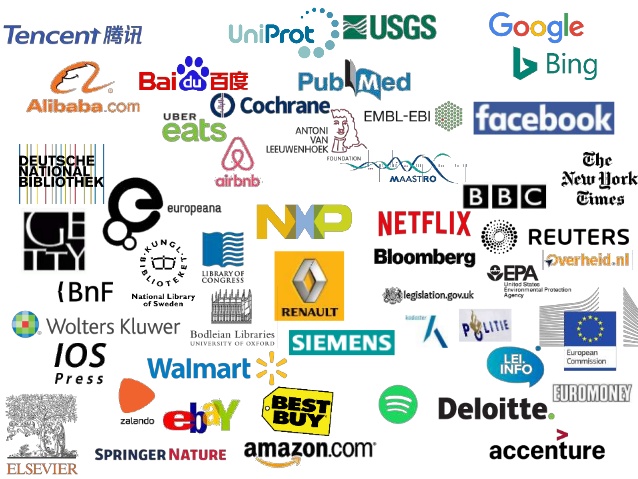 Tencent 腾讯
UniProt
USGS
Google
Bing
Alibaba.com
Bai du 百度
PubMed
Cochrane
UBER
eats
ANTONI
VAN
LEEUWENHOEK
FOUNDATION
EMBL-EBI
facebook
airbnb
MAASTRO
DEUTSCHE
NATIONAL
BIBLIOTHEK
The
New York
Times
BBC
europeana
GE
TTY
NXP
NETFLIX
REUTERS
Bloomberg
Overheid.nl
KUNGL.
BIBLIOTEKET
National Library
of Sweden
LIBRARY OF
CONGRESS
RENAULT
EPA
United States
Environmental Protection
Agency
legislation.gov.uk
BnF
Wolters Kluwer
Bodleian Libraries
UNIVERSITY OF OXFORD
SIEMENS
kadaster
POLITIE
European
Commission
IOS
Press
Walmart
LEI.
INFO
EUROMONEY
zalando
ebay
BEST
BUY
Deloitte.
ELSEVIER
SPRINGER NATURE
amazon.com
accenture